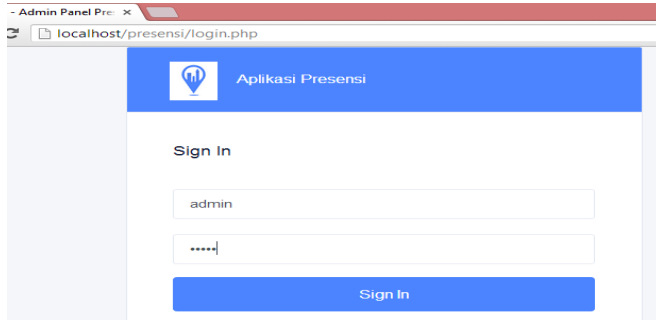 - Admin Panel Pre
localhost/presensi/login.php
Aplikasi Presensi
Sign In
admin
•••••
Sign In